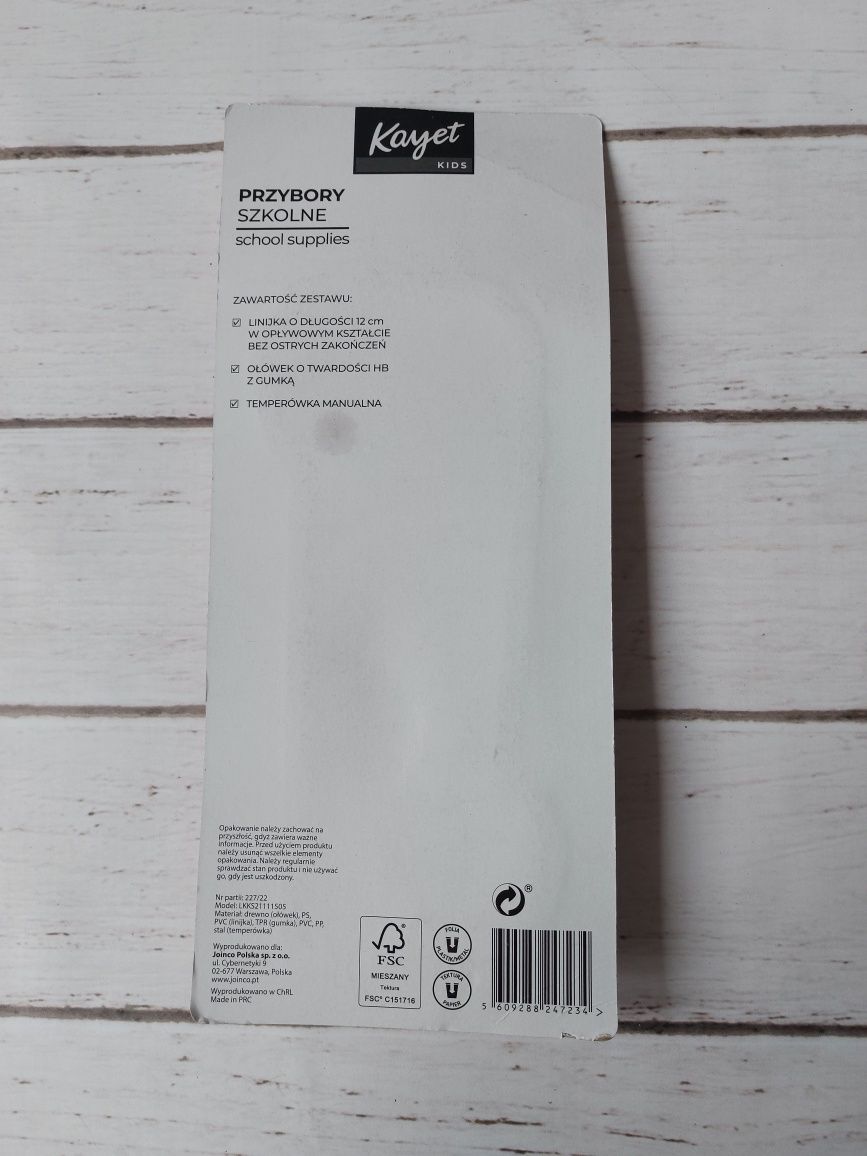 Kayet
KIDS
PRZYBORY
SZKOLNE
school supplies
ZAWARTOŚĆ ZESTAWU:
LINIJKA O DŁUGOŚCI 12 cm
W OPŁYWOWYM KSZTAŁCIE
BEZ OSTRYCH ZAKOŃCZEŃ
OŁÓWEK O TWARDOŚCI HB
Z GUMKĄ
TEMPERÓWKA MANUALNA
Opakowanie należy zachować na
przyszłość, gdyż zawiera ważne
informacje. Przed użyciem produktu
należy usunąć wszelkie elementy
opakowania. Należy regularnie
sprawdzać stan produktu i nie używać
go, gdy jest uszkodzony.
Nr partii: 227/22
Model: LKKS21111505
Materiał: drewno (ołówek), PS,
PVC (linijka), TPR (gumka), PVC, PP,
stal (temperówka)
Wyprodukowano dla:
Joinco Polska sp. z o.o.
ul. Cybernetyki 9
02-677 Warszawa, Polska
www.joinco.pt
Wyprodukowano w ChRL
Made in PRC
FSC®
MIESZANY
Tektura
FSC® C151716
FOLIA
PLASTIK/METAL
TEKTURA
PAPIER
®
5 609288 247234 >